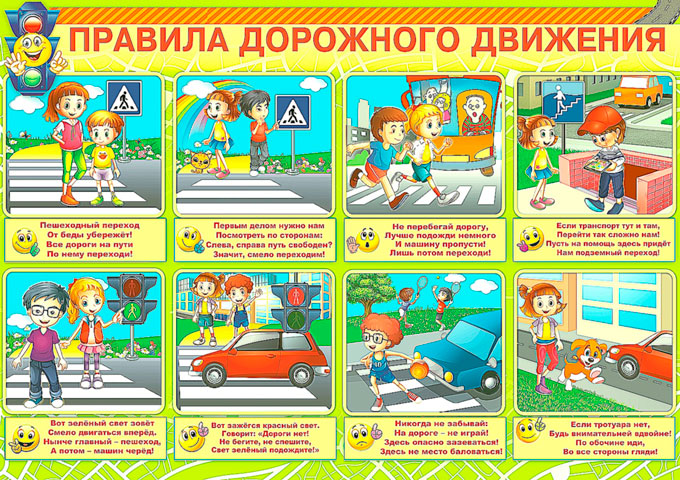 ПРАВИЛА ДОРОЖНОГО ДВИЖЕНИЯ
Пешеходный переход
От беды убережёт!
Все дороги на пути
По нему переходи!
Первым делом нужно нам
Посмотреть по сторонам:
Слева, справа путь свободен?
Значит, смело переходим!
Не перебегай дорогу,
Лучше подожди немного
И машину пропусти!
Лишь потом переходи!
Если транспорт тут и там,
Перейти так сложно нам!
Пусть на помощь здесь придёт
Нам подземный переход!
Вот зелёный свет зовёт
Смело двигаться вперёд.
Нынче главный – пешеход,
А потом – машин черёд!
Вот зажёгся красный свет.
Говорит: «Дороги нет!
Не бегите, не спешите,
Свет зелёный подождите!»
Никогда не забывай:
На дороге – не играй!
Здесь опасно зазеваться!
Здесь не место баловаться!
Если тротуара нет,
Будь внимательней вдвойне!
По обочине иди,
Во все стороны гляди!